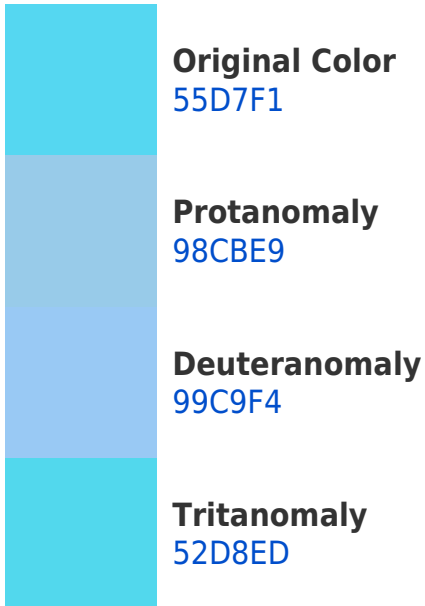 Original Color
55D7F1
Protanomaly
98CBE9
Deuteranomaly
99C9F4
Tritanomaly
52D8ED